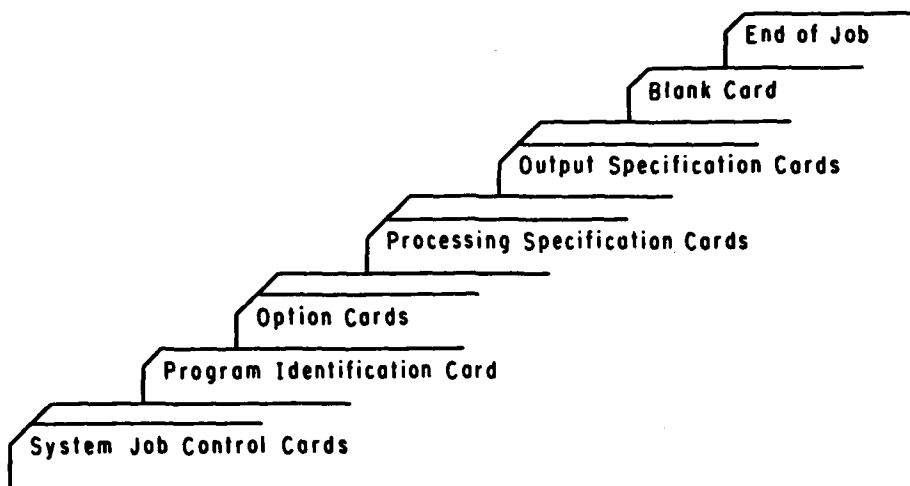 End of Job
Blank Card
Output Specification Cards
Processing Specification Cards
Option Cards
Program Identification Card
System Job Control Cards